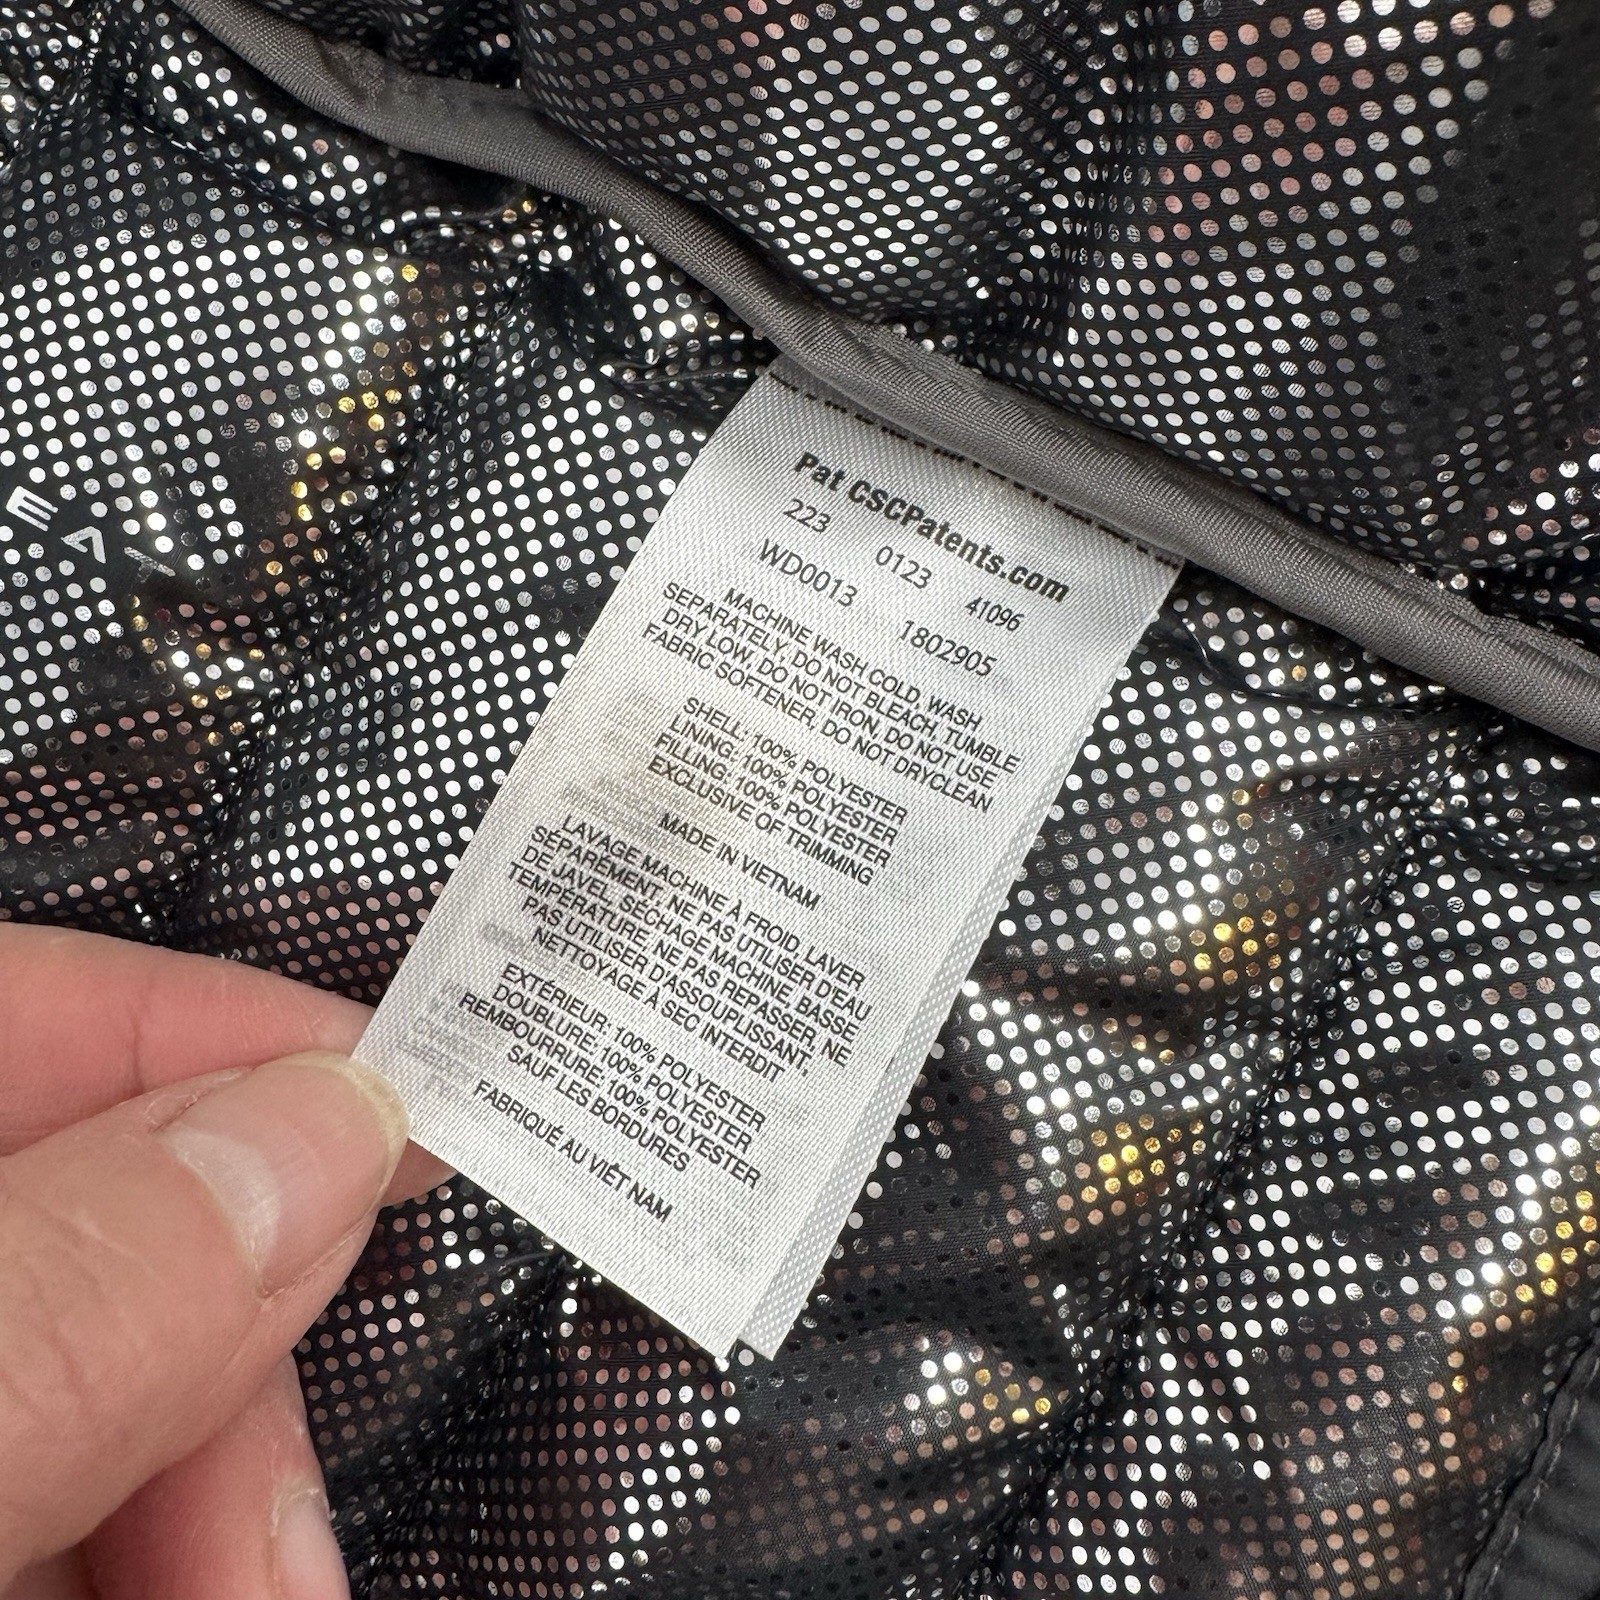 EAT
Pat CSCPatents.com
223 0123 41096
WD0013 1802905
MACHINE WASH COLD, WASH
SEPARATELY, DO NOT BLEACH, TUMBLE
DRY LOW, DO NOT IRON, DO NOT USE
FABRIC SOFTENER, DO NOT DRYCLEAN
SHELL: 100% POLYESTER
LINING: 100% POLYESTER
FILLING: 100% POLYESTER
EXCLUSIVE OF TRIMMING
MADE IN VIETNAM
LAVAGE MACHINE À FROID, LAVER
SÉPARÉMENT, NE PAS UTILISER D'EAU
DE JAVEL, SÉCHAGE MACHINE, BASSE
TEMPÉRATURE, NE PAS REPASSER, NE
PAS UTILISER D'ASSOUPLISSANT,
NETTOYAGE À SEC INTERDIT
EXTÉRIEUR: 100% POLYESTER
DOUBLURE: 100% POLYESTER
REMBOURRURE: 100% POLYESTER
SAUF LES BORDURES
FABRIQUÉ AU VIÊT NAM